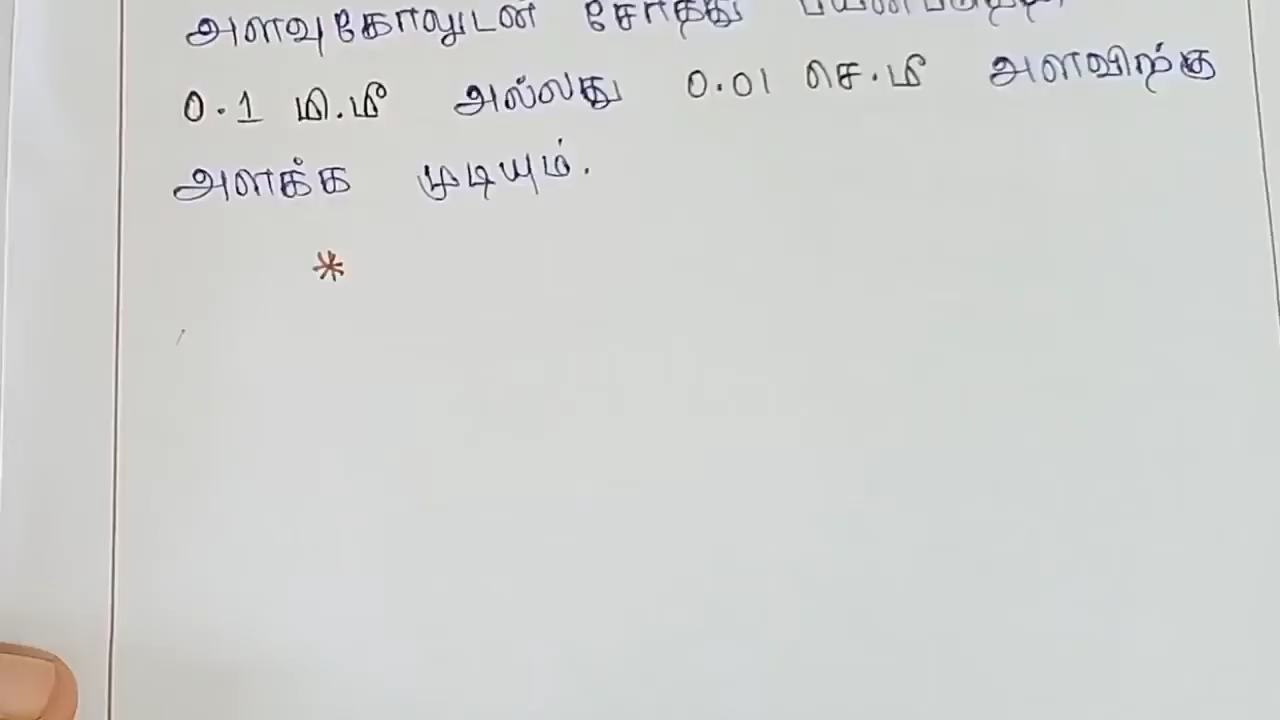 அளவுகோலுடன் சேர்த்து
0.1 மி.மீ அல்லது 0.01 செ.மீ அளவிற்கு
அளக்க முடியும்.
*